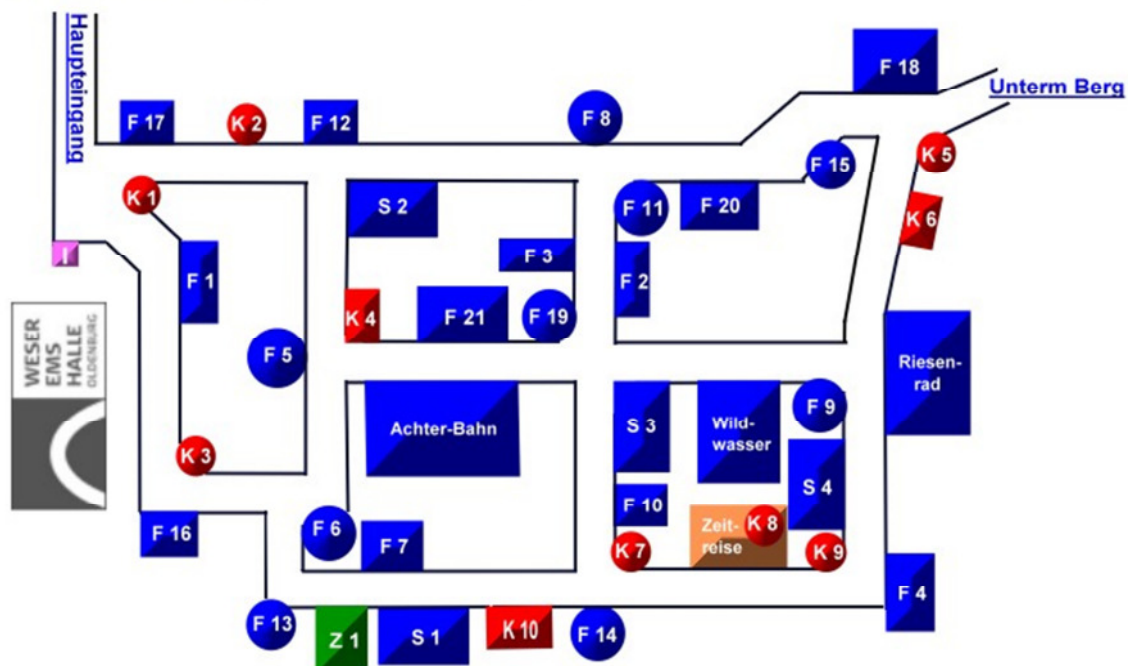 Haupteingang
F 18
Unterm Berg
F 17
K 2
F 12
F 8
K 5
F 15
K 1
S 2
F 11
F 20
K 6
I
F 1
F 3
F 2
K 4
F 21
F 19
WESER
EMS
HALLE
OLDENBURG
F 5
Riesen-
rad
Achter-Bahn
S 3
Wild-
wasser
F 9
K 3
S 4
F 10
F 16
F 6
F 7
Zeit-
reise
K 8
K 7
K 9
F 4
F 13
Z 1
S 1
K 10
F 14